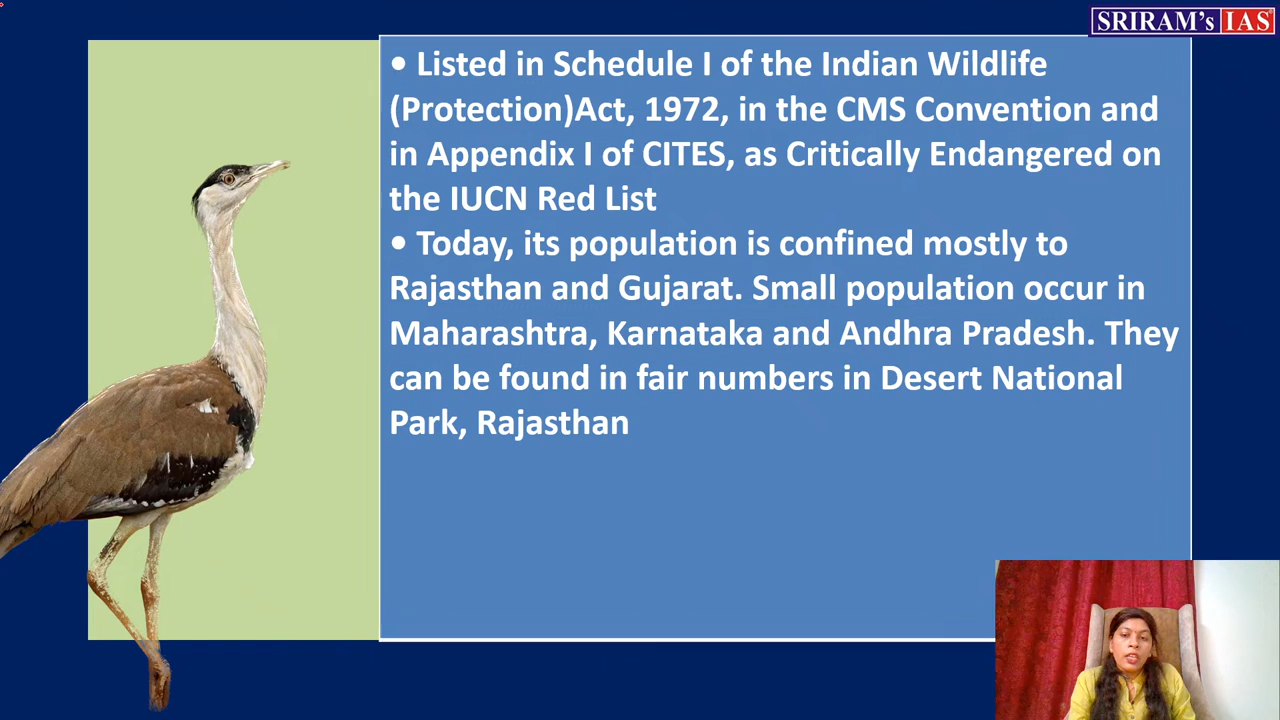 SRIRAM's IAS
• Listed in Schedule I of the Indian Wildlife
(Protection)Act, 1972, in the CMS Convention and
in Appendix I of CITES, as Critically Endangered on
the IUCN Red List
• Today, its population is confined mostly to
Rajasthan and Gujarat. Small population occur in
Maharashtra, Karnataka and Andhra Pradesh. They
can be found in fair numbers in Desert National
Park, Rajasthan